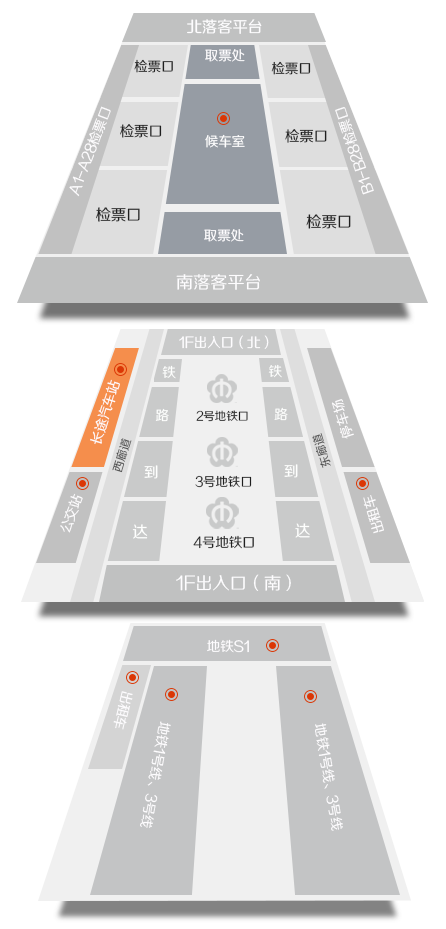 北落客平台
取票处
检票口
检票口
候车室
检票口
检票口
A1-A28检票口
B1-B28检票口
检票口
检票口
取票处
南落客平台
1F出入口（北）
铁
铁
2号地铁口
路
路
长途汽车站
停车场
西廊道
东廊道
3号地铁口
到
到
公交站
出租车
4号地铁口
达
达
1F出入口（南）
地铁S1
出租车
地铁1号线、3号线
地铁1号线、3号线